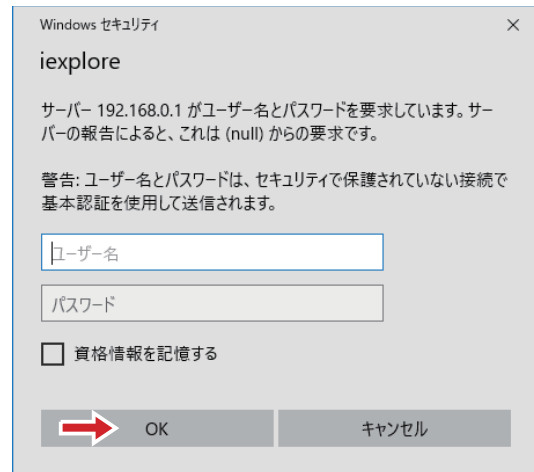 Windows セキュリティ
iexplore
サーバー 192.168.0.1 がユーザー名とパスワードを要求しています。サー
バーの報告によると、これは (null) からの要求です。
警告: ユーザー名とパスワードは、セキュリティで保護されていない接続で
基本認証を使用して送信されます。
ユーザー名
パスワード
資格情報を記憶する
OK
キャンセル